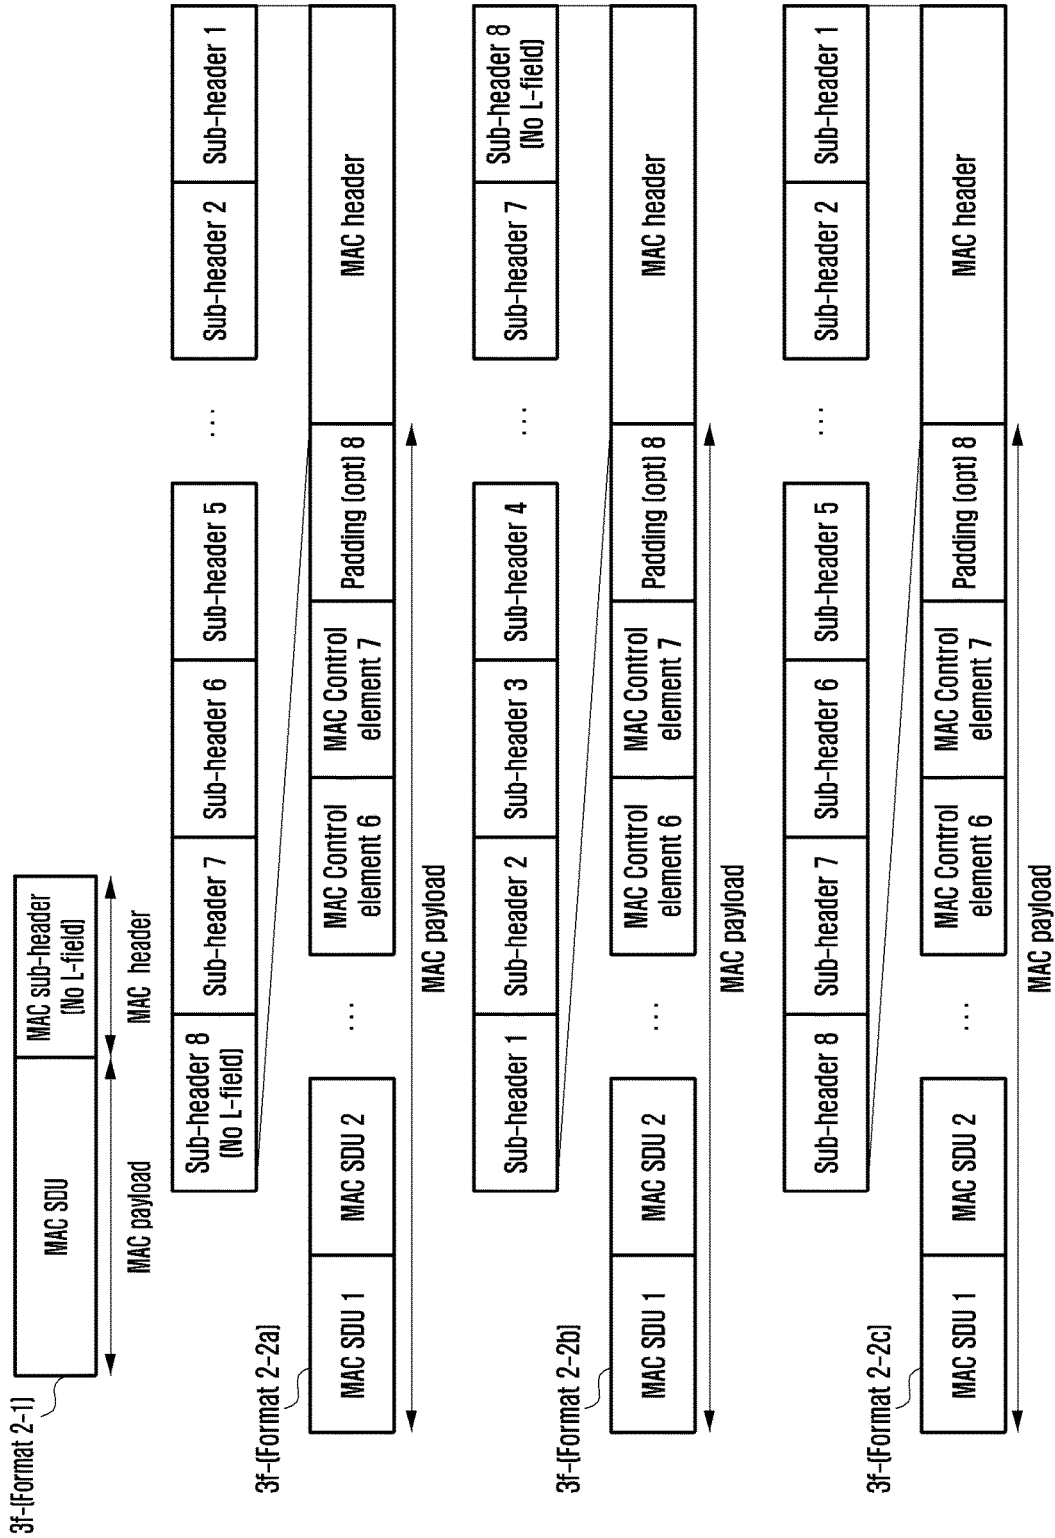 3f-(Format 2-1)
MAC SDU
MAC sub-header
(No L-field)
MAC payload
MAC header
Sub-header 8
(No L-field)
Sub-header 7
Sub-header 6
Sub-header 5
...
Sub-header 2
Sub-header 1
3f-(Format 2-2a)
MAC SDU 1
MAC SDU 2
...
MAC Control
element 6
MAC Control
element 7
Padding (opt) 8
MAC header
MAC payload
Sub-header 1
Sub-header 2
Sub-header 3
Sub-header 4
...
Sub-header 7
Sub-header 8
(No L-field)
3f-(Format 2-2b)
MAC SDU 1
MAC SDU 2
...
MAC Control
element 6
MAC Control
element 7
Padding (opt) 8
MAC header
MAC payload
Sub-header 8
Sub-header 7
Sub-header 6
Sub-header 5
...
Sub-header 2
Sub-header 1
3f-(Format 2-2c)
MAC SDU 1
MAC SDU 2
...
MAC Control
element 6
MAC Control
element 7
Padding (opt) 8
MAC header
MAC payload